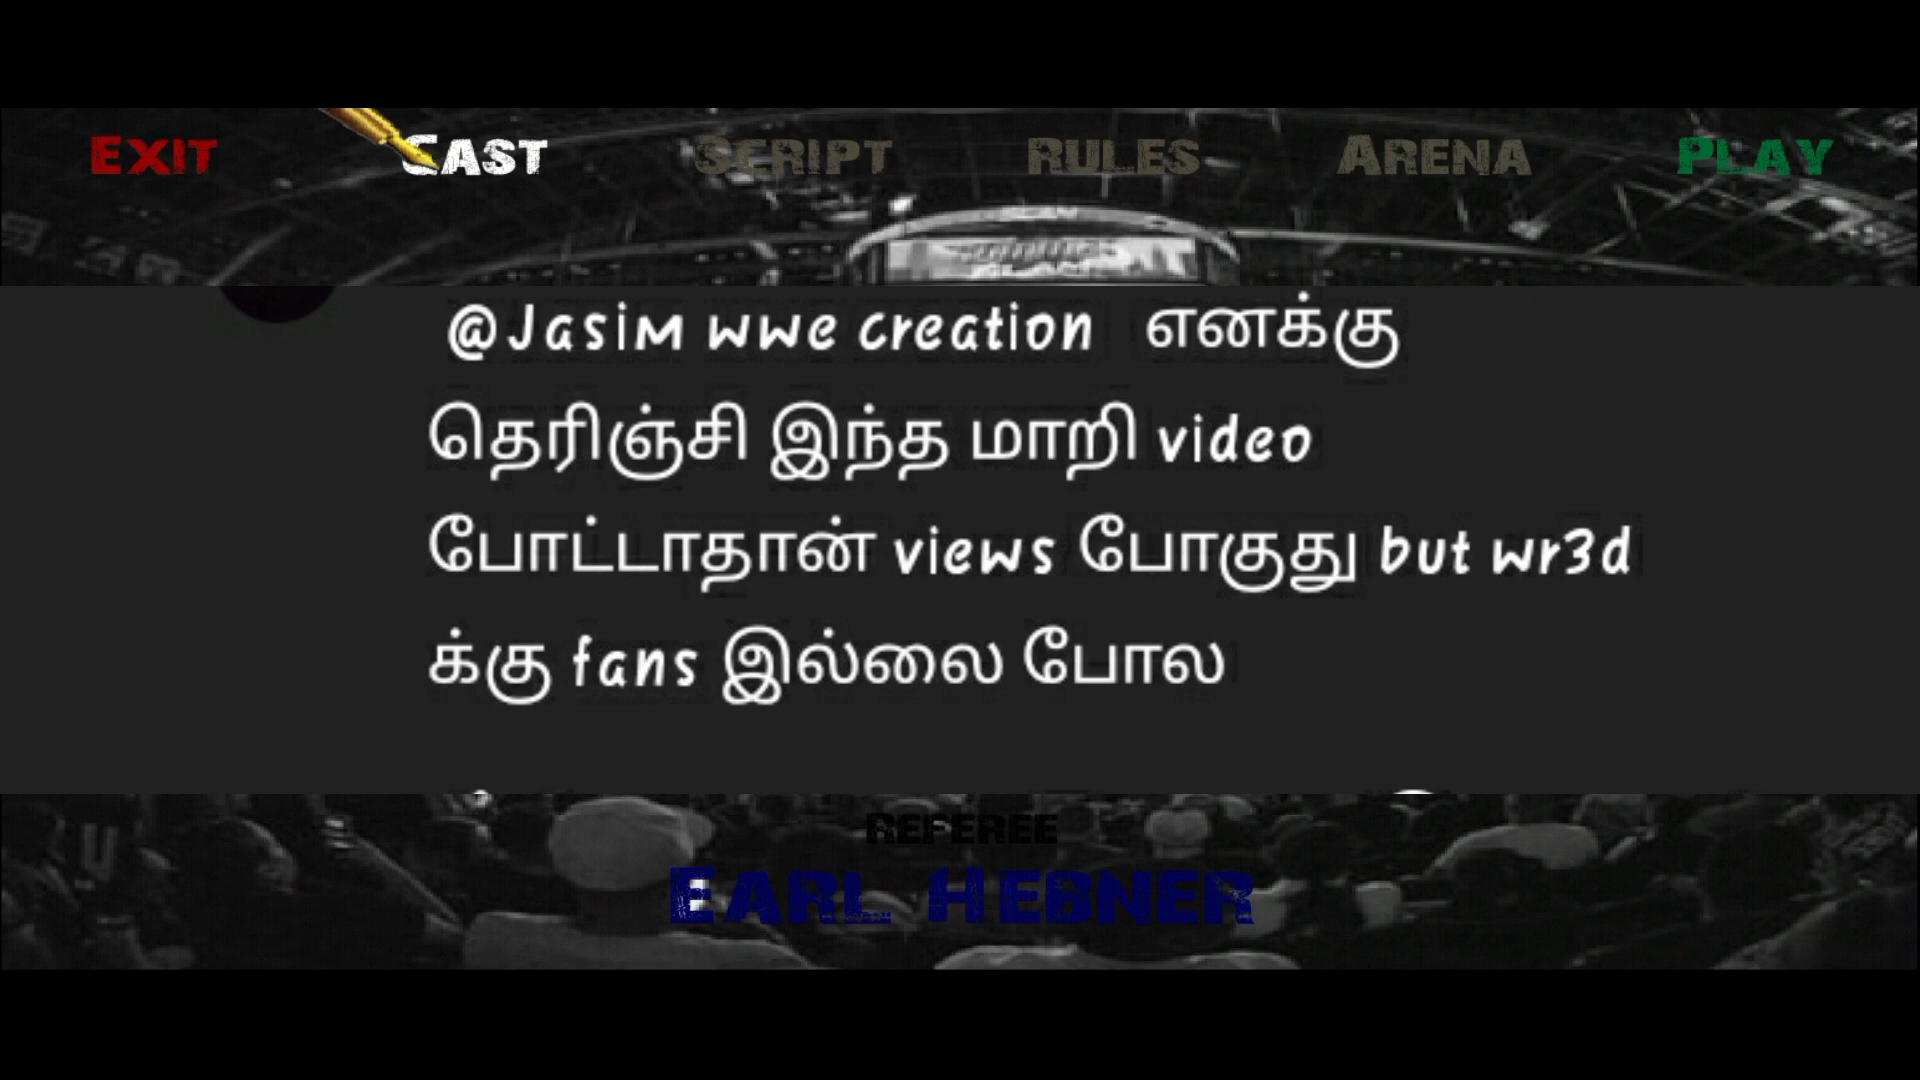 EXIT CAST SCRIPT RULES ARENA PLAY
@Jasim wwe creation எனக்கு
தெரிஞ்சி இந்த மாறி video
போட்டாதான் views போகுது but wr3d
க்கு fans இல்லை போல
REFEREE
EARL HEBNER